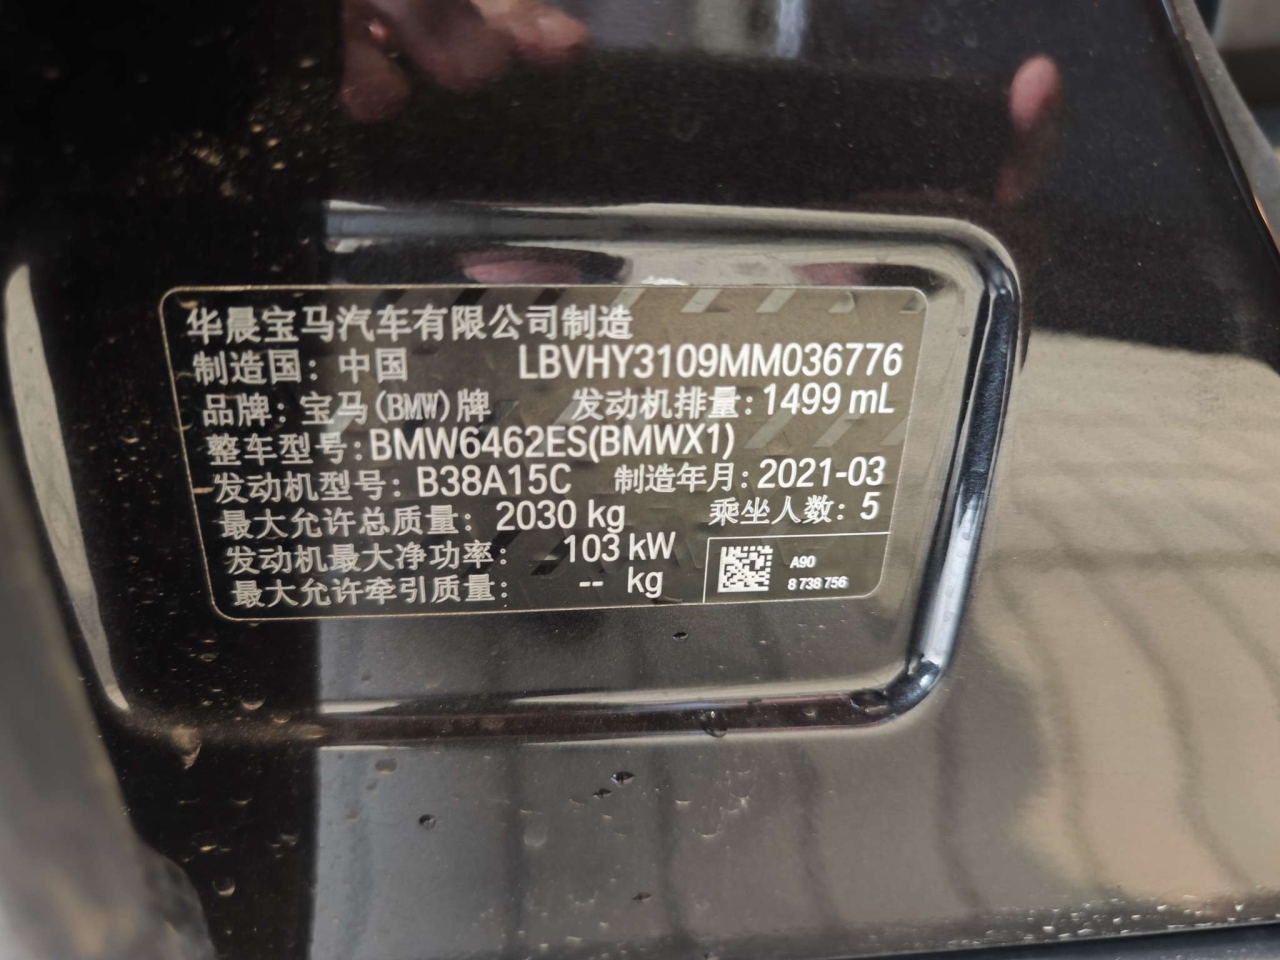 华晨宝马汽车有限公司制造
制造国：中国 LBVHY3109MM036776
品牌：宝马(BMW)牌 发动机排量：1499 mL
整车型号：BMW6462ES(BMWX1)
发动机型号：B38A15C 制造年月：2021-03
最大允许总质量：2030 kg 乘坐人数：5
发动机最大净功率：103 kW
最大允许牵引质量：-- kg
A90
8 738 756